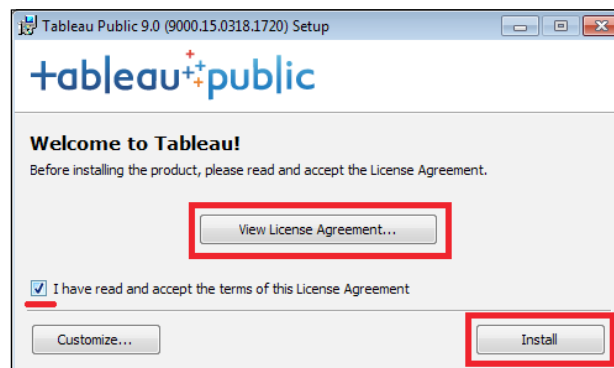 Tableau Public 9.0 (9000.15.0318.1720) Setup
+ableau public
Welcome to Tableau!
Before installing the product, please read and accept the License Agreement.
View License Agreement...
I have read and accept the terms of this License Agreement
Customize...
Install